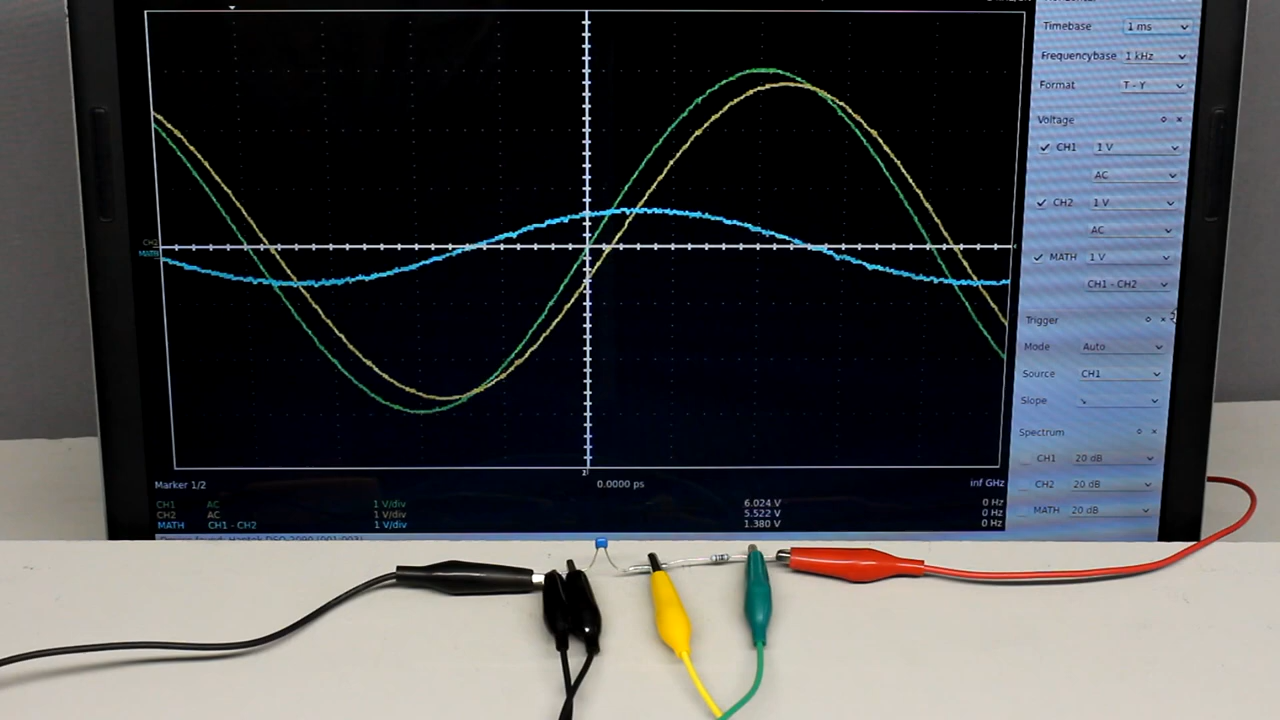 Timebase 1 ms
Frequencybase 1 kHz
Format T - Y
Voltage
CH1 1 V
AC
CH2 1 V
AC
MATH 1 V
CH1 - CH2
Trigger
Mode Auto
Source CH1
Slope
Spectrum
CH1 20 dB
CH2 20 dB
MATH 20 dB
CH2
MATH
Marker 1/2 0.0000 ps inf GHz
CH1 AC 1 V/div 6.024 V 0 Hz
CH2 AC 1 V/div 5.522 V 0 Hz
MATH CH1 - CH2 1 V/div 1.380 V 0 Hz